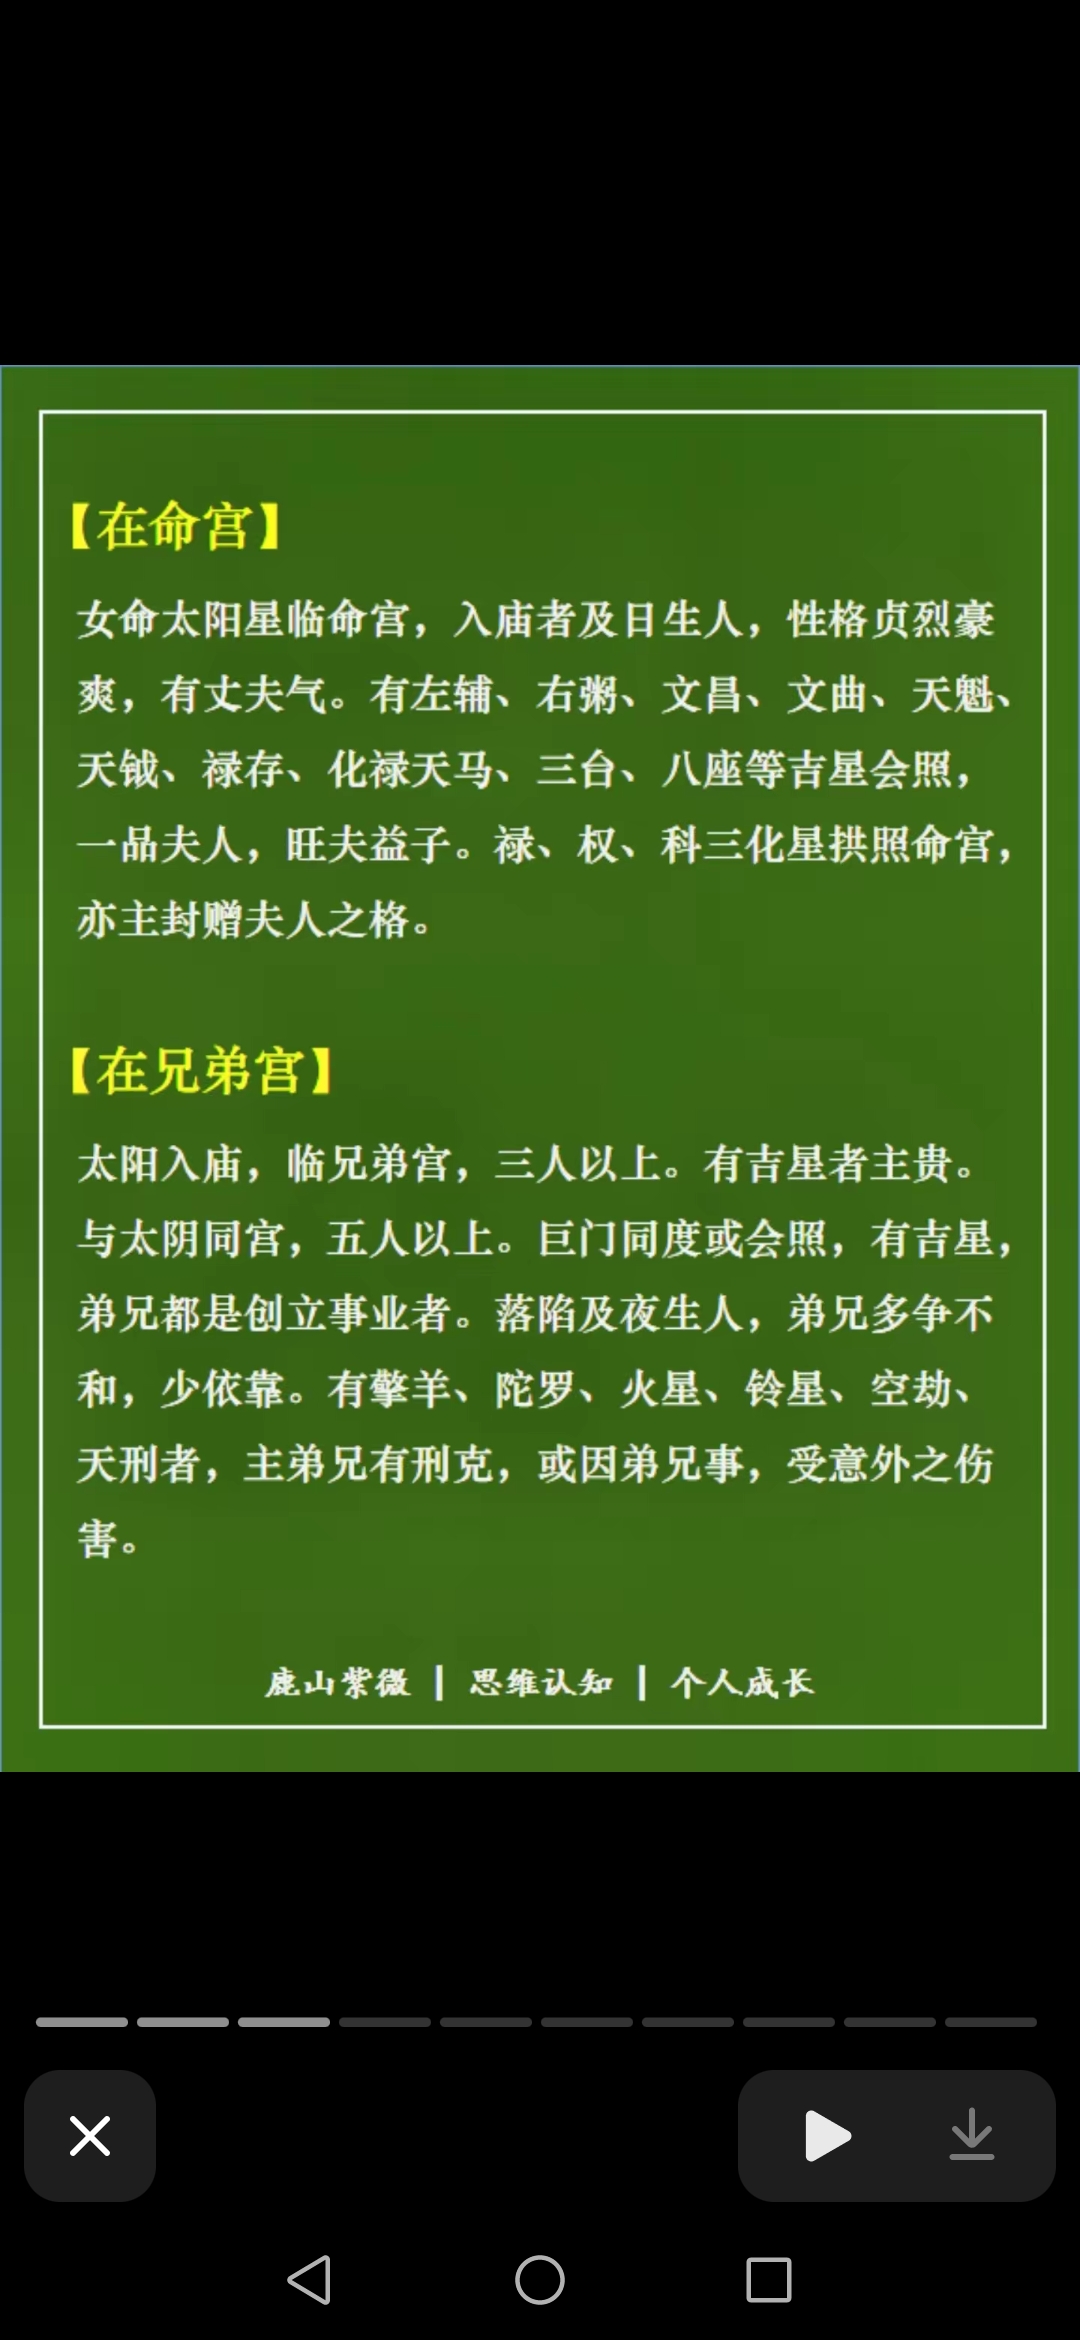 【在命宫】
女命太阳星临命宫，入庙者及日生人，性格贞烈豪
爽，有丈夫气。有左辅、右粥、文昌、文曲、天魁、
天钺、禄存、化禄天马、三台、八座等吉星会照，
一品夫人，旺夫益子。禄、权、科三化星拱照命宫，
亦主封赠夫人之格。
【在兄弟宫】
太阳入庙，临兄弟宫，三人以上。有吉星者主贵。
与太阴同宫，五人以上。巨门同度或会照，有吉星，
弟兄都是创立事业者。落陷及夜生人，弟兄多争不
和，少依靠。有擎羊、陀罗、火星、铃星、空劫、
天刑者，主弟兄有刑克，或因弟兄事，受意外之伤
害。
鹿山紫微 | 思维认知 | 个人成长